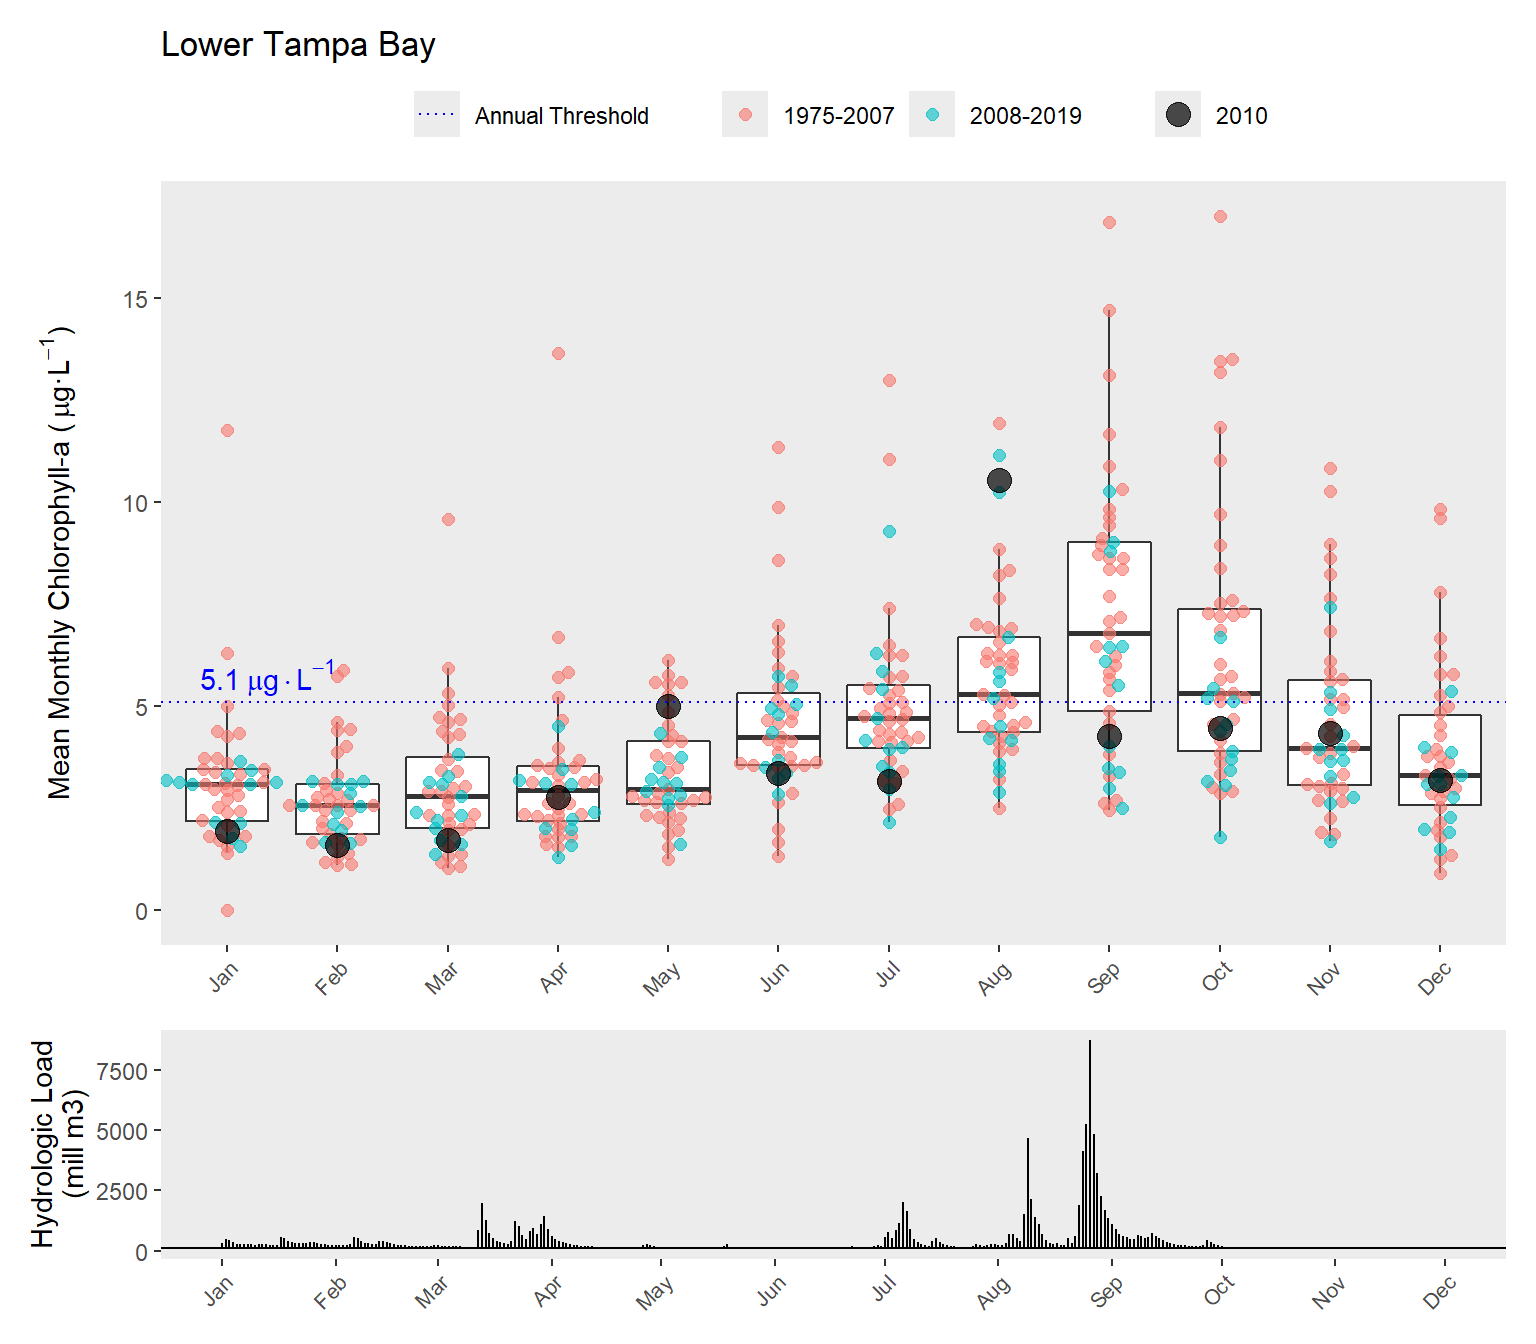 Lower Tampa Bay
Annual Threshold 1975-2007 2008-2019 2010
Mean Monthly Chlorophyll-a ( μg·L⁻¹)
15
10
5
0
5.1 μg·L⁻¹
Jan Feb Mar Apr May Jun Jul Aug Sep Oct Nov Dec
Hydrologic Load
(mill m3)
7500
5000
2500
0
Jan Feb Mar Apr May Jun Jul Aug Sep Oct Nov Dec